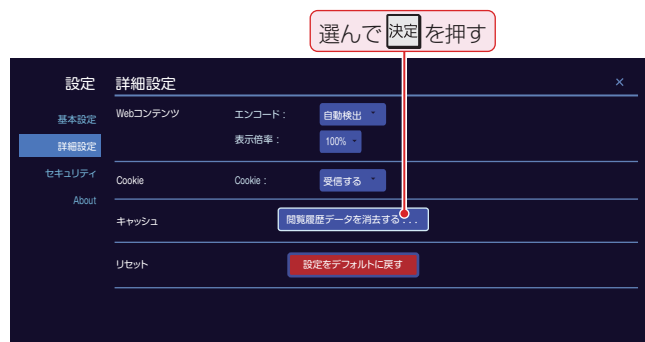 選んで 決定 を押す
設定 詳細設定 ×
基本設定
詳細設定
セキュリティ
About
Webコンテンツ エンコード : 自動検出
表示倍率 : 100%
Cookie Cookie : 受信する
キャッシュ 閲覧履歴データを消去する...
リセット 設定をデフォルトに戻す